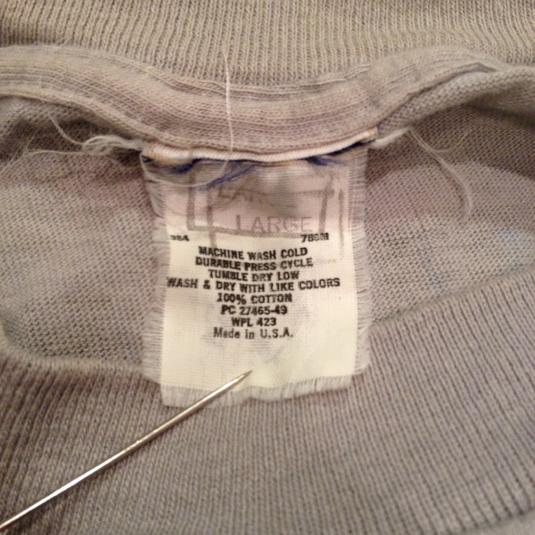 LARGE
MACHINE WASH COLD
DURABLE PRESS CYCLE
TUMBLE DRY LOW
WASH & DRY WITH LIKE COLORS
100% COTTON
PC 27465-49
WPL 423
Made in U.S.A.